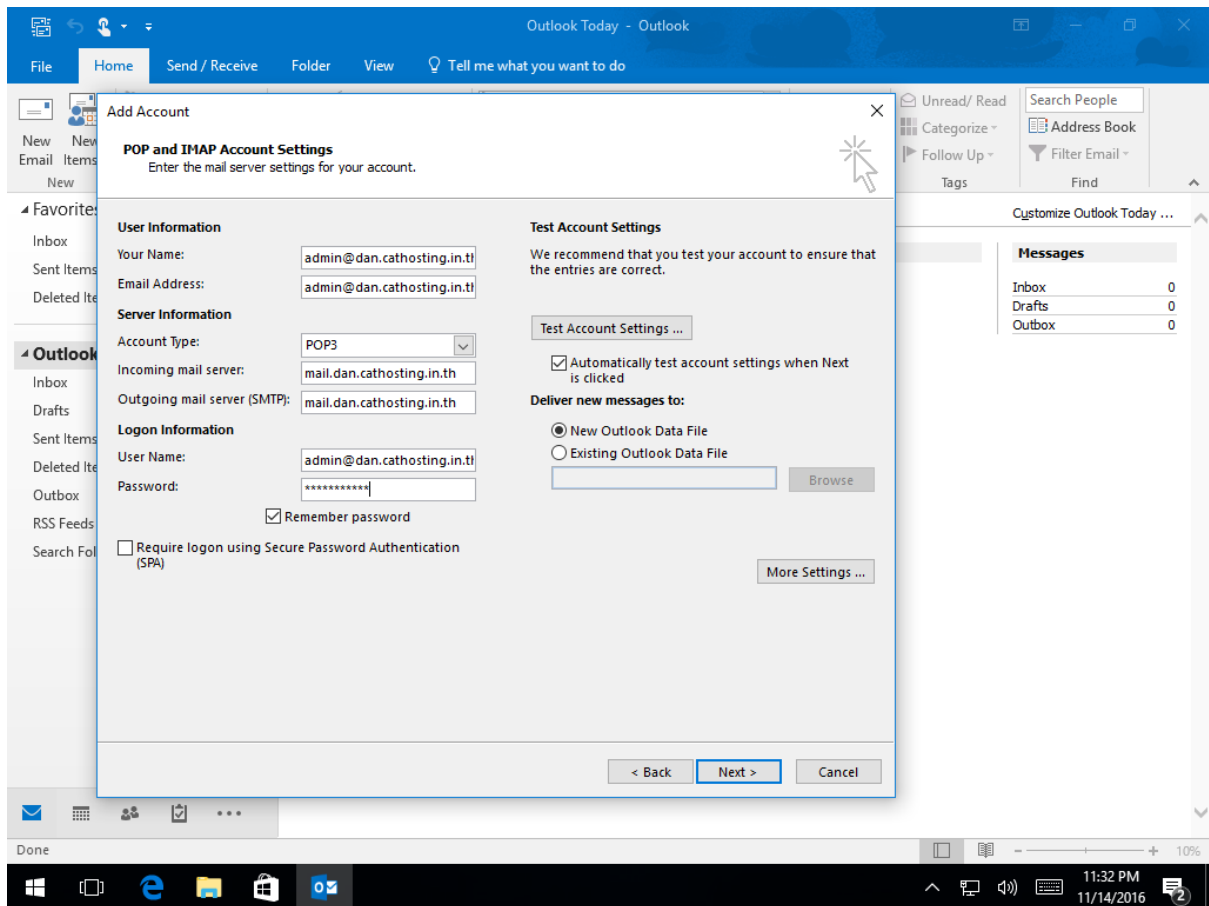 Outlook Today - Outlook
File Home Send / Receive Folder View Tell me what you want to do
New Email
New Items
New
Unread/ Read
Categorize
Follow Up
Tags
Search People
Address Book
Filter Email
Find
Add Account
POP and IMAP Account Settings
Enter the mail server settings for your account.
User Information
Your Name: admin@dan.cathosting.in.th
Email Address: admin@dan.cathosting.in.th
Server Information
Account Type: POP3
Incoming mail server: mail.dan.cathosting.in.th
Outgoing mail server (SMTP): mail.dan.cathosting.in.th
Logon Information
User Name: admin@dan.cathosting.in.th
Password: ***********
Remember password
Require logon using Secure Password Authentication
(SPA)
Test Account Settings
We recommend that you test your account to ensure that
the entries are correct.
Test Account Settings ...
Automatically test account settings when Next
is clicked
Deliver new messages to:
New Outlook Data File
Existing Outlook Data File
Browse
More Settings ...
< Back Next > Cancel
Favorites
Inbox
Sent Items
Deleted Ite
Outlook
Inbox
Drafts
Sent Items
Deleted Ite
Outbox
RSS Feeds
Search Fol
Customize Outlook Today ...
Messages
Inbox 0
Drafts 0
Outbox 0
Done
10%
11:32 PM
11/14/2016
2